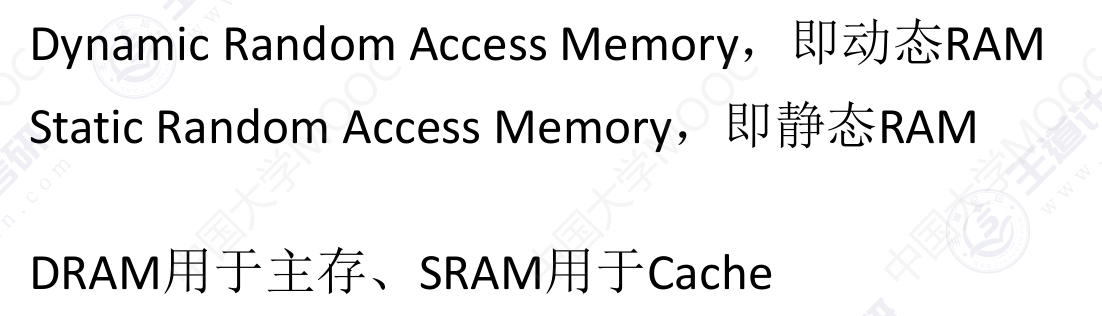 Dynamic Random Access Memory，即动态RAM
Static Random Access Memory，即静态RAM
DRAM用于主存、SRAM用于Cache